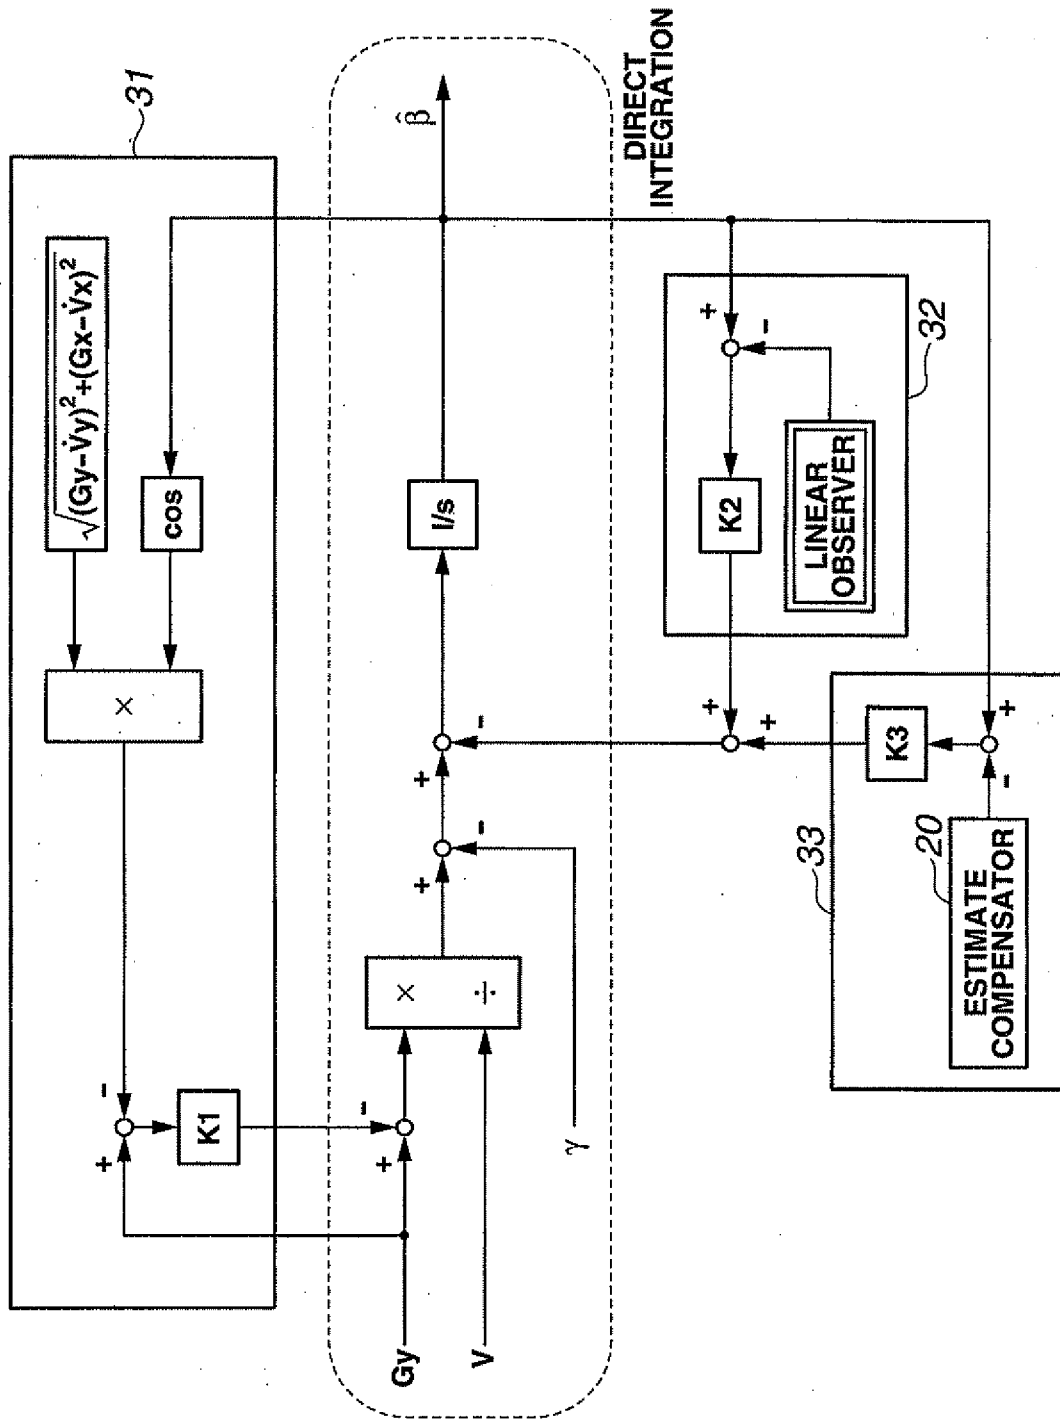 31
√(Gy-V̇y)²+(Gx-V̇x)²
cos
×
-
+
K1
-
+
Gy
V
×
÷
γ
+
-
+
-
I/s
β̂
DIRECT
INTEGRATION
32
+
-
K2
LINEAR
OBSERVER
+
+
33
K3
+
-
20
ESTIMATE
COMPENSATOR